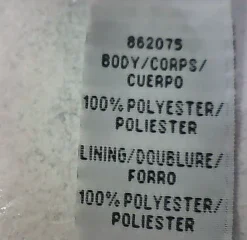 862075
BODY/CORPS/
CUERPO
100% POLYESTER/
POLIESTER
LINING/DOUBLURE/
FORRO
100% POLYESTER/
POLIESTER